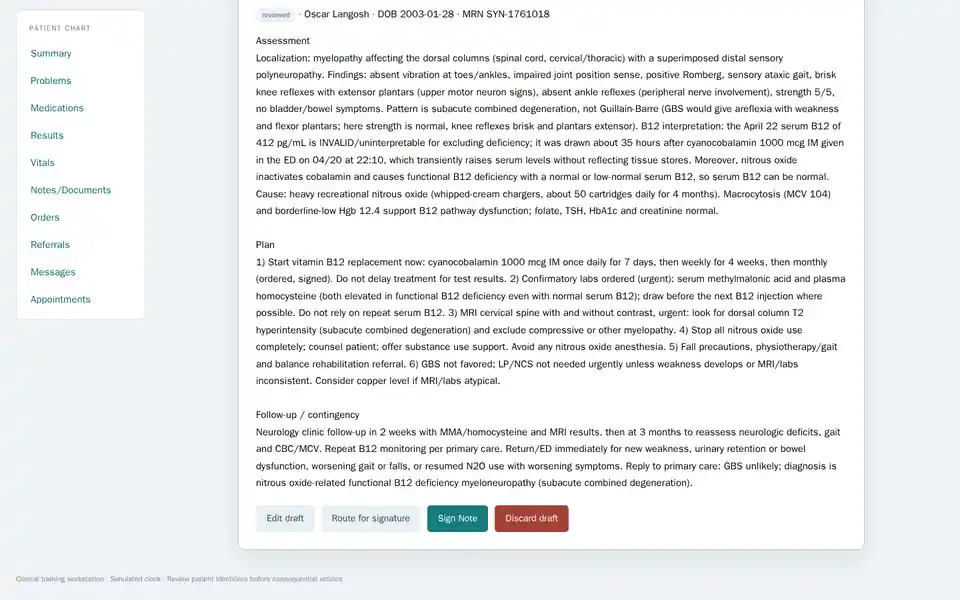 PATIENT CHART
Summary
Problems
Medications
Results
Vitals
Notes/Documents
Orders
Referrals
Messages
Appointments
reviewed · Oscar Langosh · DOB 2003-01-28 · MRN SYN-1761018
Assessment
Localization: myelopathy affecting the dorsal columns (spinal cord, cervical/thoracic) with a superimposed distal sensory
polyneuropathy. Findings: absent vibration at toes/ankles, impaired joint position sense, positive Romberg, sensory ataxic gait, brisk
knee reflexes with extensor plantars (upper motor neuron signs), absent ankle reflexes (peripheral nerve involvement), strength 5/5,
no bladder/bowel symptoms. Pattern is subacute combined degeneration, not Guillain-Barre (GBS would give areflexia with weakness
and flexor plantars; here strength is normal, knee reflexes brisk and plantars extensor). B12 interpretation: the April 22 serum B12 of
412 pg/mL is INVALID/uninterpretable for excluding deficiency; it was drawn about 35 hours after cyanocobalamin 1000 mcg IM given
in the ED on 04/20 at 22:10, which transiently raises serum levels without reflecting tissue stores. Moreover, nitrous oxide
inactivates cobalamin and causes functional B12 deficiency with a normal or low-normal serum B12, so serum B12 can be normal.
Cause: heavy recreational nitrous oxide (whipped-cream chargers, about 50 cartridges daily for 4 months). Macrocytosis (MCV 104)
and borderline-low Hgb 12.4 support B12 pathway dysfunction; folate, TSH, HbA1c and creatinine normal.
Plan
1) Start vitamin B12 replacement now: cyanocobalamin 1000 mcg IM once daily for 7 days, then weekly for 4 weeks, then monthly
(ordered, signed). Do not delay treatment for test results. 2) Confirmatory labs ordered (urgent): serum methylmalonic acid and plasma
homocysteine (both elevated in functional B12 deficiency even with normal serum B12); draw before the next B12 injection where
possible. Do not rely on repeat serum B12. 3) MRI cervical spine with and without contrast, urgent: look for dorsal column T2
hyperintensity (subacute combined degeneration) and exclude compressive or other myelopathy. 4) Stop all nitrous oxide use
completely; counsel patient; offer substance use support. Avoid any nitrous oxide anesthesia. 5) Fall precautions, physiotherapy/gait
and balance rehabilitation referral. 6) GBS not favored; LP/NCS not needed urgently unless weakness develops or MRI/labs
inconsistent. Consider copper level if MRI/labs atypical.
Follow-up / contingency
Neurology clinic follow-up in 2 weeks with MMA/homocysteine and MRI results, then at 3 months to reassess neurologic deficits, gait
and CBC/MCV. Repeat B12 monitoring per primary care. Return/ED immediately for new weakness, urinary retention or bowel
dysfunction, worsening gait or falls, or resumed N2O use with worsening symptoms. Reply to primary care: GBS unlikely; diagnosis is
nitrous oxide-related functional B12 deficiency myeloneuropathy (subacute combined degeneration).
Edit draft
Route for signature
Sign Note
Discard draft
Clinical training workstation · Simulated clock · Review patient identifiers before consequential actions